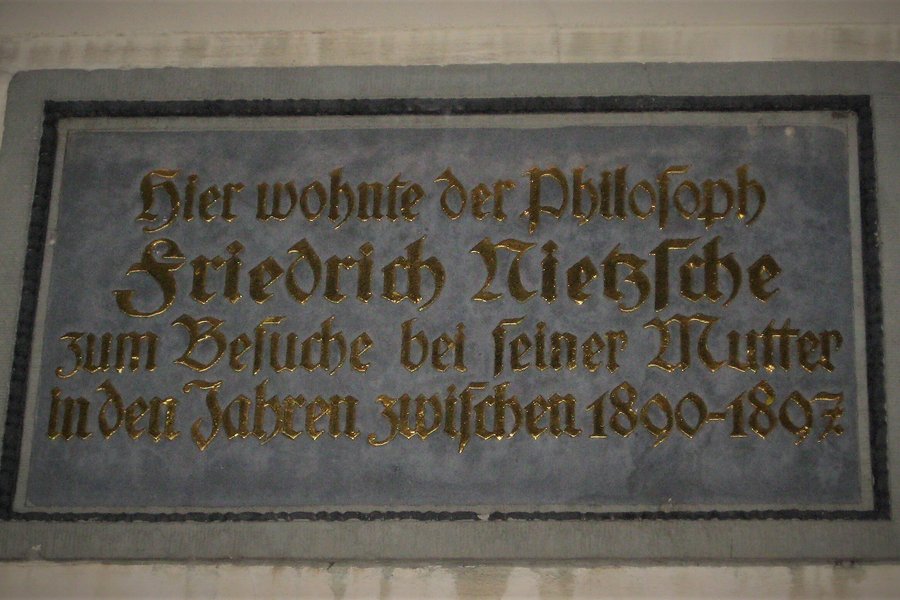 Hier wohnte der Philosoph
Friedrich Nietzsche
zum Besuche bei seiner Mutter
in den Jahren zwischen 1890-1897